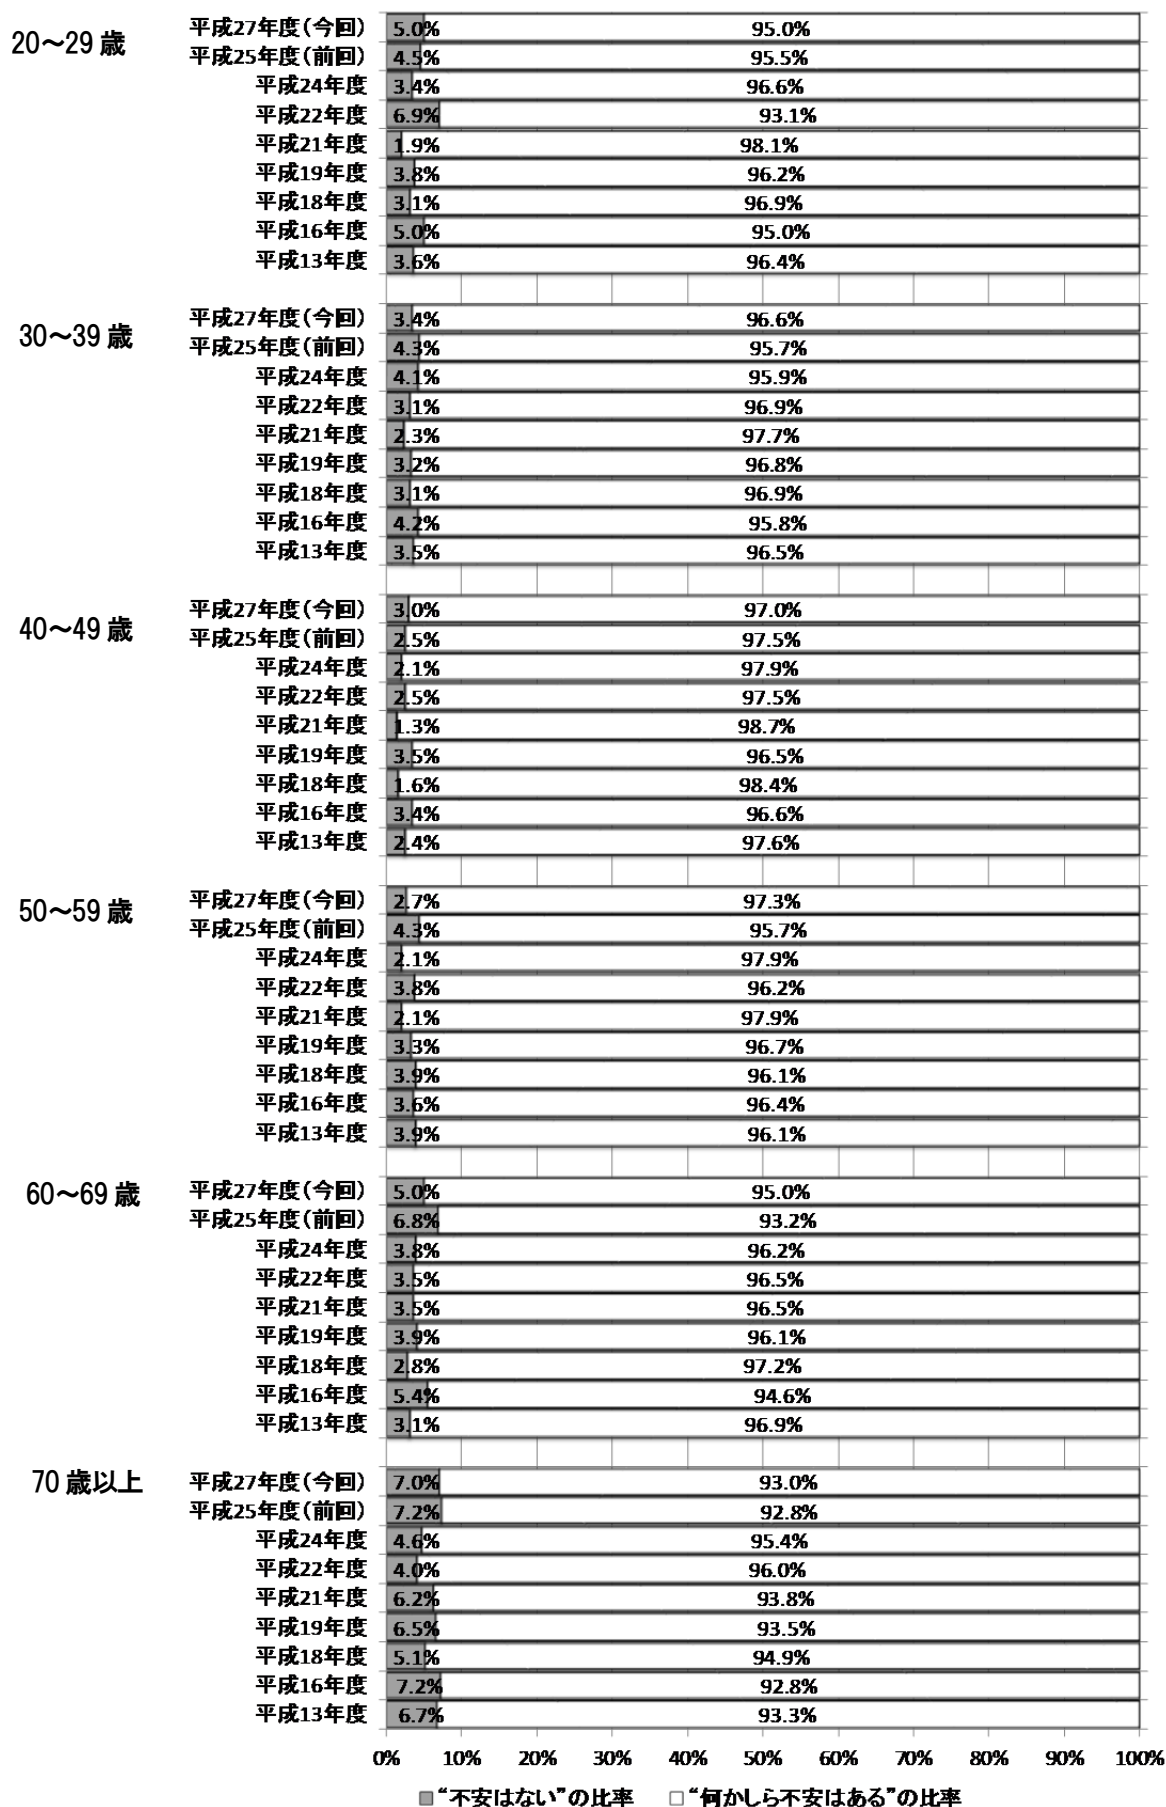 20～29 歳
平成27年度(今回) 5.0% 95.0%
平成25年度(前回) 4.5% 95.5%
平成24年度 3.4% 96.6%
平成22年度 6.9% 93.1%
平成21年度 1.9% 98.1%
平成19年度 3.8% 96.2%
平成18年度 3.1% 96.9%
平成16年度 5.0% 95.0%
平成13年度 3.6% 96.4%
30～39 歳
平成27年度(今回) 3.4% 96.6%
平成25年度(前回) 4.3% 95.7%
平成24年度 4.1% 95.9%
平成22年度 3.1% 96.9%
平成21年度 2.3% 97.7%
平成19年度 3.2% 96.8%
平成18年度 3.1% 96.9%
平成16年度 4.2% 95.8%
平成13年度 3.5% 96.5%
40～49 歳
平成27年度(今回) 3.0% 97.0%
平成25年度(前回) 2.5% 97.5%
平成24年度 2.1% 97.9%
平成22年度 2.5% 97.5%
平成21年度 1.3% 98.7%
平成19年度 3.5% 96.5%
平成18年度 1.6% 98.4%
平成16年度 3.4% 96.6%
平成13年度 2.4% 97.6%
50～59 歳
平成27年度(今回) 2.7% 97.3%
平成25年度(前回) 4.3% 95.7%
平成24年度 2.1% 97.9%
平成22年度 3.8% 96.2%
平成21年度 2.1% 97.9%
平成19年度 3.3% 96.7%
平成18年度 3.9% 96.1%
平成16年度 3.6% 96.4%
平成13年度 3.9% 96.1%
60～69 歳
平成27年度(今回) 5.0% 95.0%
平成25年度(前回) 6.8% 93.2%
平成24年度 3.8% 96.2%
平成22年度 3.5% 96.5%
平成21年度 3.5% 96.5%
平成19年度 3.9% 96.1%
平成18年度 2.8% 97.2%
平成16年度 5.4% 94.6%
平成13年度 3.1% 96.9%
70 歳以上
平成27年度(今回) 7.0% 93.0%
平成25年度(前回) 7.2% 92.8%
平成24年度 4.6% 95.4%
平成22年度 4.0% 96.0%
平成21年度 6.2% 93.8%
平成19年度 6.5% 93.5%
平成18年度 5.1% 94.9%
平成16年度 7.2% 92.8%
平成13年度 6.7% 93.3%
0% 10% 20% 30% 40% 50% 60% 70% 80% 90% 100%
“不安はない”の比率 “何かしら不安はある”の比率